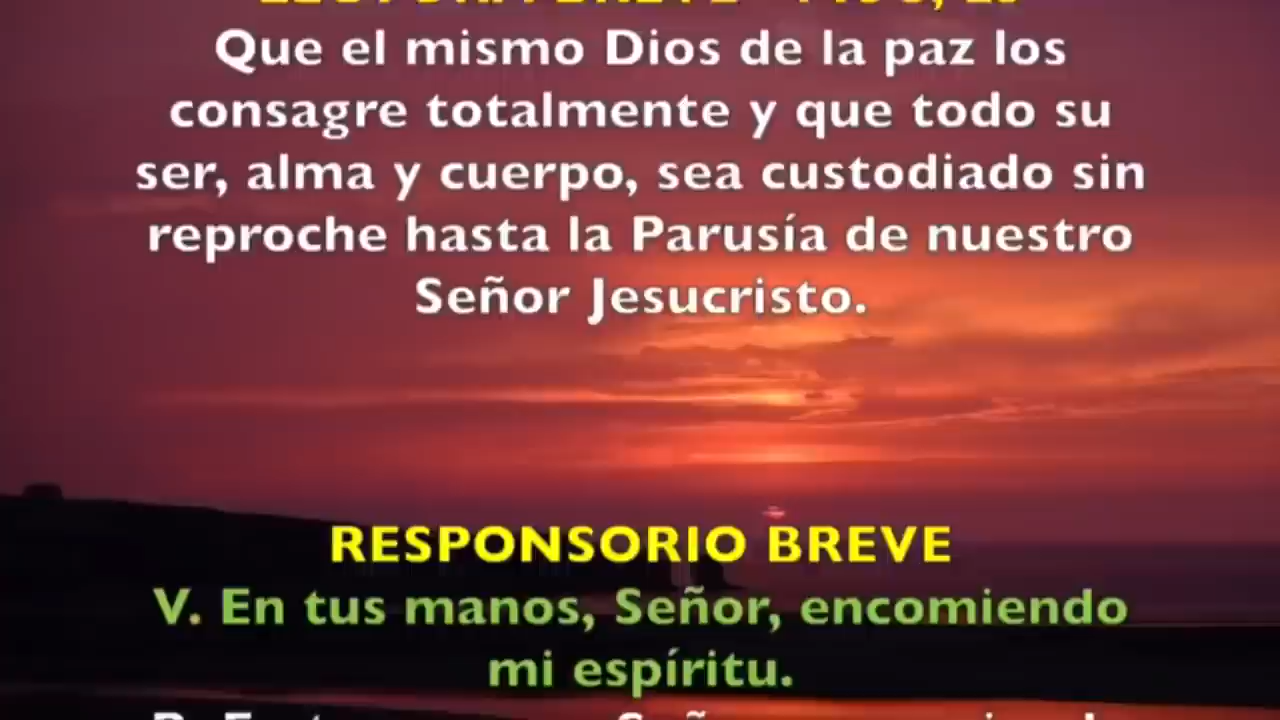 Que el mismo Dios de la paz los
consagre totalmente y que todo su
ser, alma y cuerpo, sea custodiado sin
reproche hasta la Parusía de nuestro
Señor Jesucristo.
RESPONSORIO BREVE
V. En tus manos, Señor, encomiendo
mi espíritu.